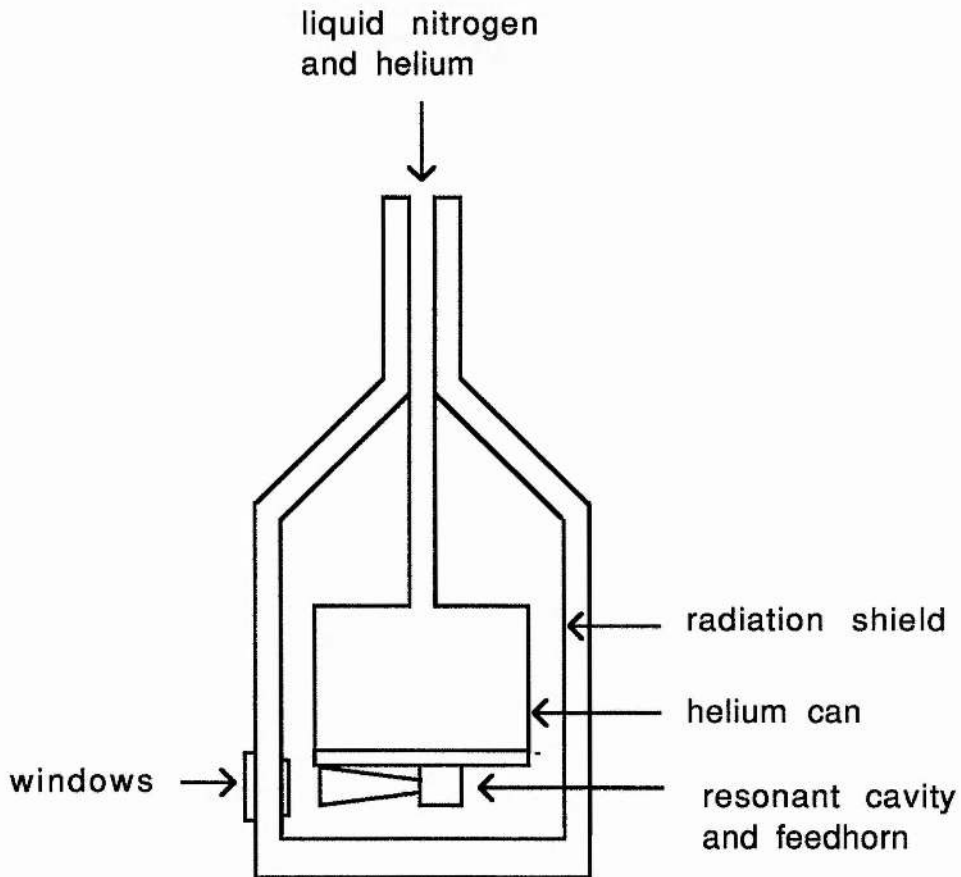 liquid nitrogen
and helium
radiation shield
helium can
windows
resonant cavity
and feedhorn